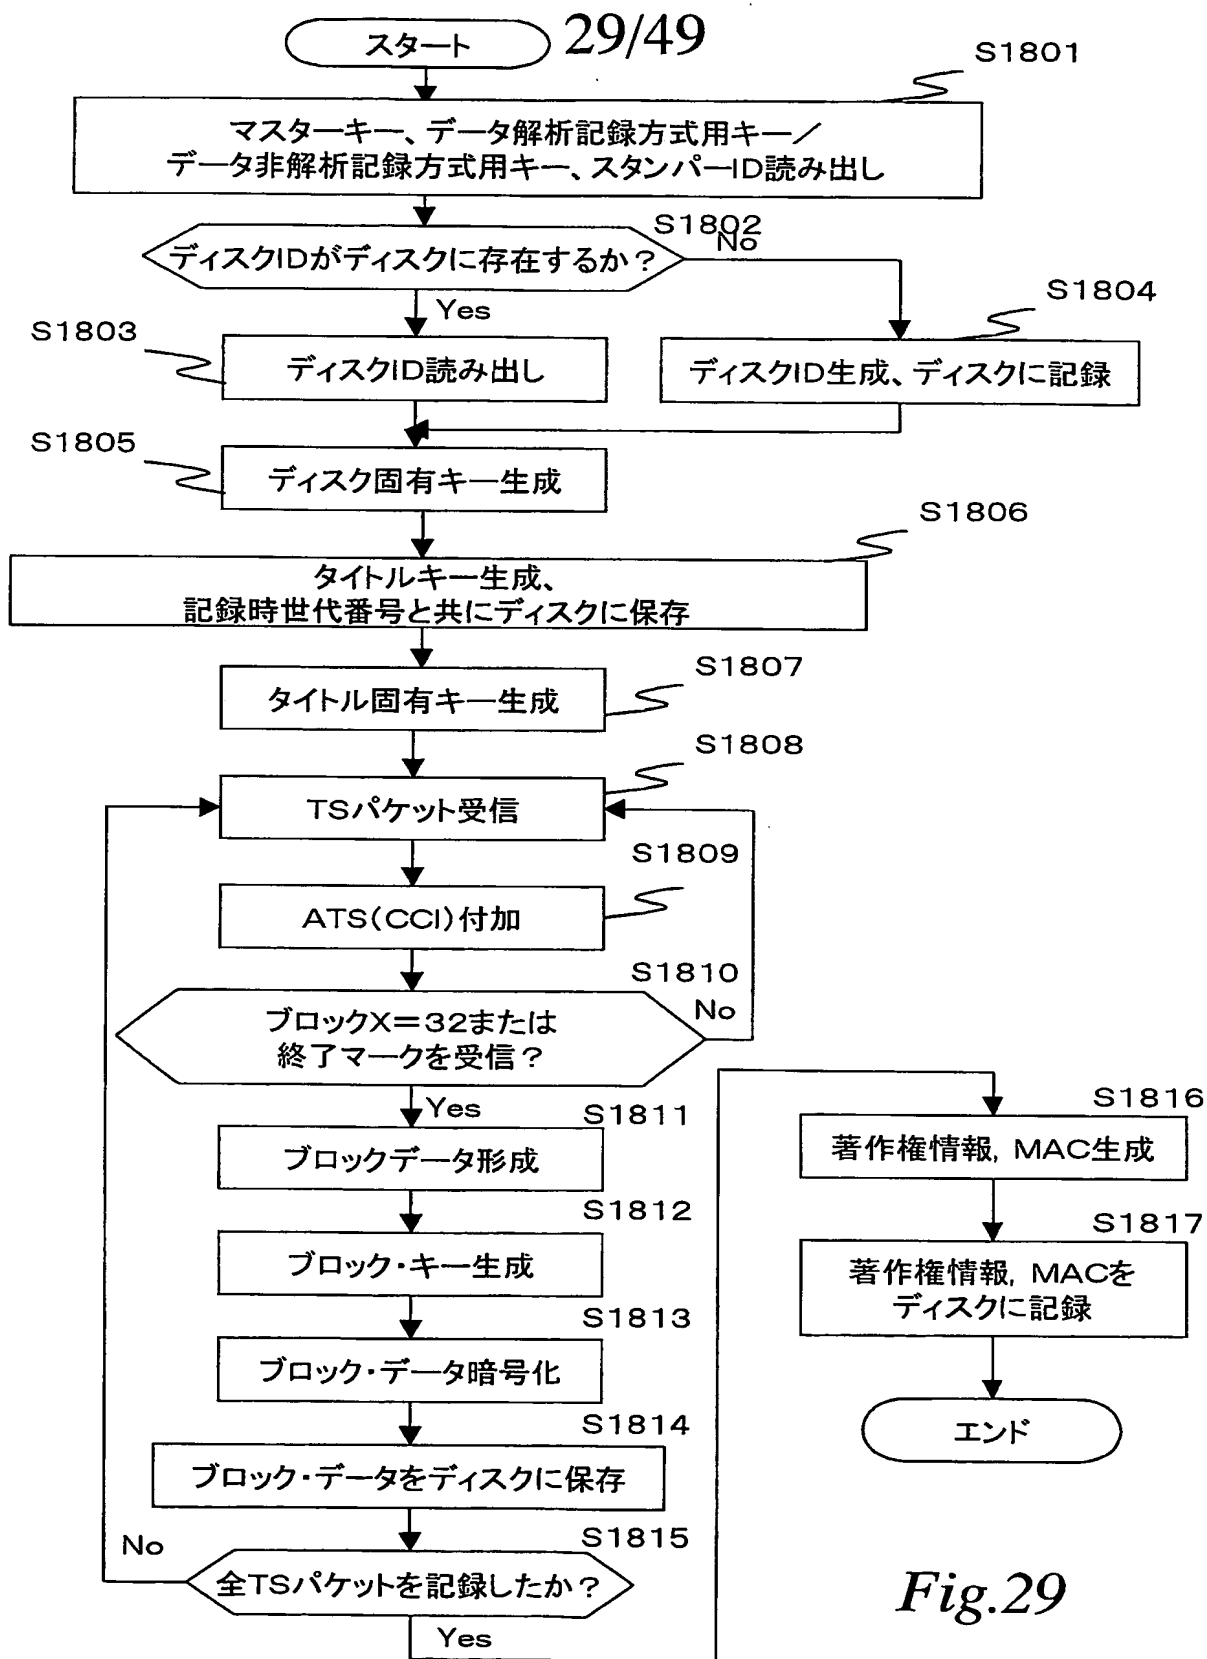 29/49
スタート
S1801
マスターキー、データ解析記録方式用キー／
データ非解析記録方式用キー、スタンパーID読み出し
S1802
ディスクIDがディスクに存在するか？
No
Yes
S1803
ディスクID読み出し
S1804
ディスクID生成、ディスクに記録
S1805
ディスク固有キー生成
S1806
タイトルキー生成、
記録時世代番号と共にディスクに保存
S1807
タイトル固有キー生成
S1808
TSパケット受信
S1809
ATS(CCI)付加
S1810
ブロックX＝32または
終了マークを受信？
No
Yes
S1811
ブロックデータ形成
S1812
ブロック・キー生成
S1813
ブロック・データ暗号化
S1814
ブロック・データをディスクに保存
S1815
No
全TSパケットを記録したか？
Yes
S1816
著作権情報, MAC生成
S1817
著作権情報, MACを
ディスクに記録
エンド
Fig.29